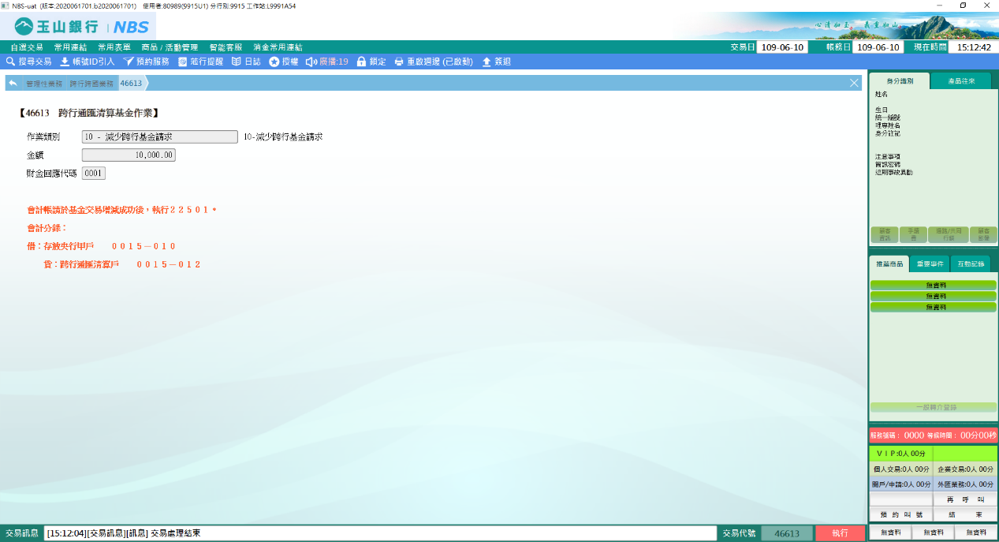 NBS-uat (版本:2020061701.b2020061701) 使用者:80989(9915U1) 分行別:9915 工作站:L9991A54
玉山銀行 | NBS
心清如玉 義重如山
自選交易 常用連結 常用表單 商品 / 活動管理 智能客服 消金常用連結
交易日 109-06-10 帳務日 109-06-10 現在時間 15:12:42
搜尋交易 帳號ID引入 預約服務 蒞行提醒 日誌 授權 廣播:19 鎖定 重啟週邊 (已啟動) 簽退
管理性業務 跨行跨國業務 46613
【46613 跨行通匯清算基金作業】
作業類別 10 - 減少跨行基金請求 10-減少跨行基金請求
金額 10,000.00
財金回應代碼 0001
會計帳請於基金交易增減成功後，執行２２５０１。
會計分錄：
借：存放央行甲戶 ００１５－０１０
貸：跨行通匯清算戶 ００１５－０１２
身分識別 產品往來
姓名
生日
統一編號
理專姓名
身分註記
注意事項
資訊密碼
近期事故異動
顧客資訊 手續費 通路/共同行銷 顧客影像
推薦商品 重要事件 互動記錄
無資料
無資料
無資料
一般轉介登錄
服務號碼： 0000 等候時間： 00分00秒
ＶＩＰ:0人 00分
個人交易:0人 00分 企業交易:0人 00分
開戶/申請:0人 00分 外匯業務:0人 00分
再 呼 叫
預 約 叫 號 結 束
無資料 無資料 無資料
交易訊息 [15:12:04][交易訊息][訊息] 交易處理結束 交易代號 46613 執行